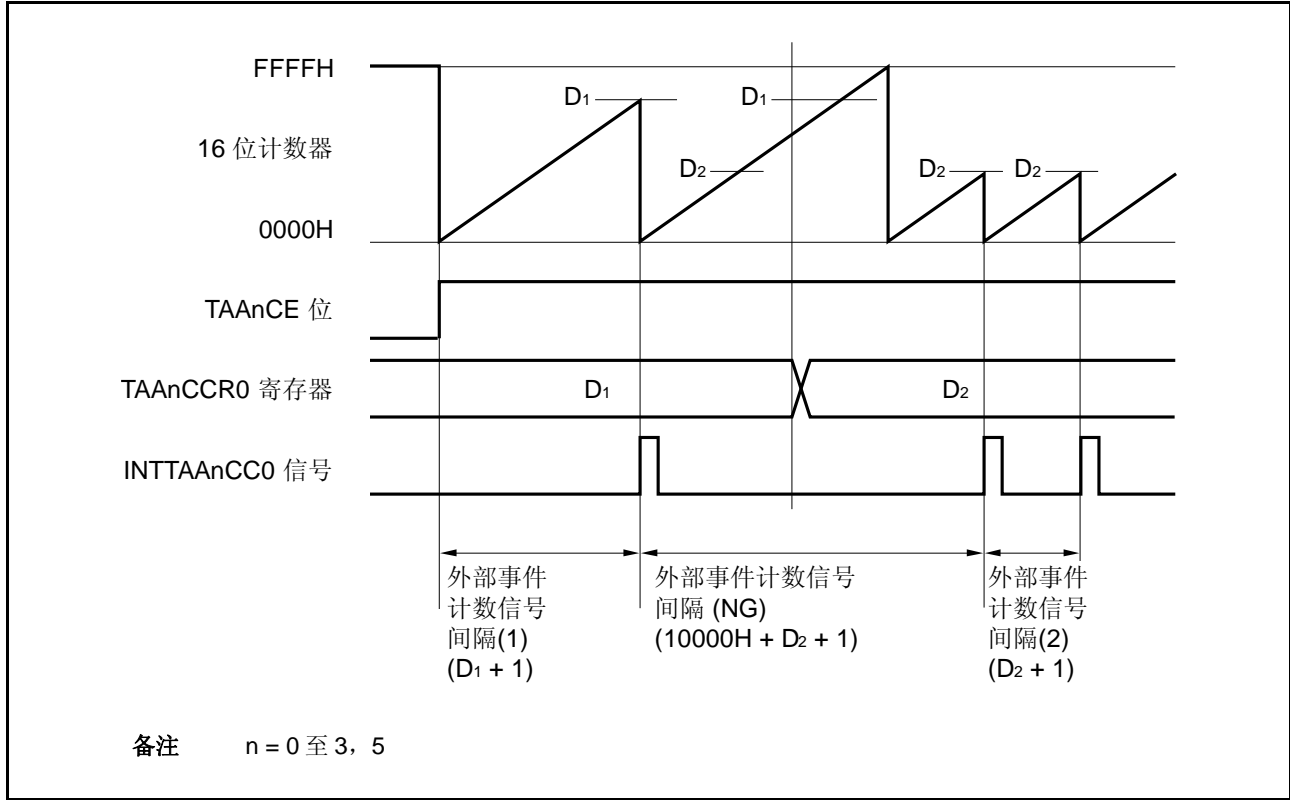 FFFFH
D1
D1
16 位计数器
D2
D2
D2
0000H
TAAnCE 位
TAAnCCR0 寄存器
D1
D2
INTTAAnCC0 信号
外部事件
计数信号
间隔(1)
(D1 + 1)
外部事件计数信号
间隔 (NG)
(10000H + D2 + 1)
外部事件
计数信号
间隔(2)
(D2 + 1)
备注 n = 0 至 3，5